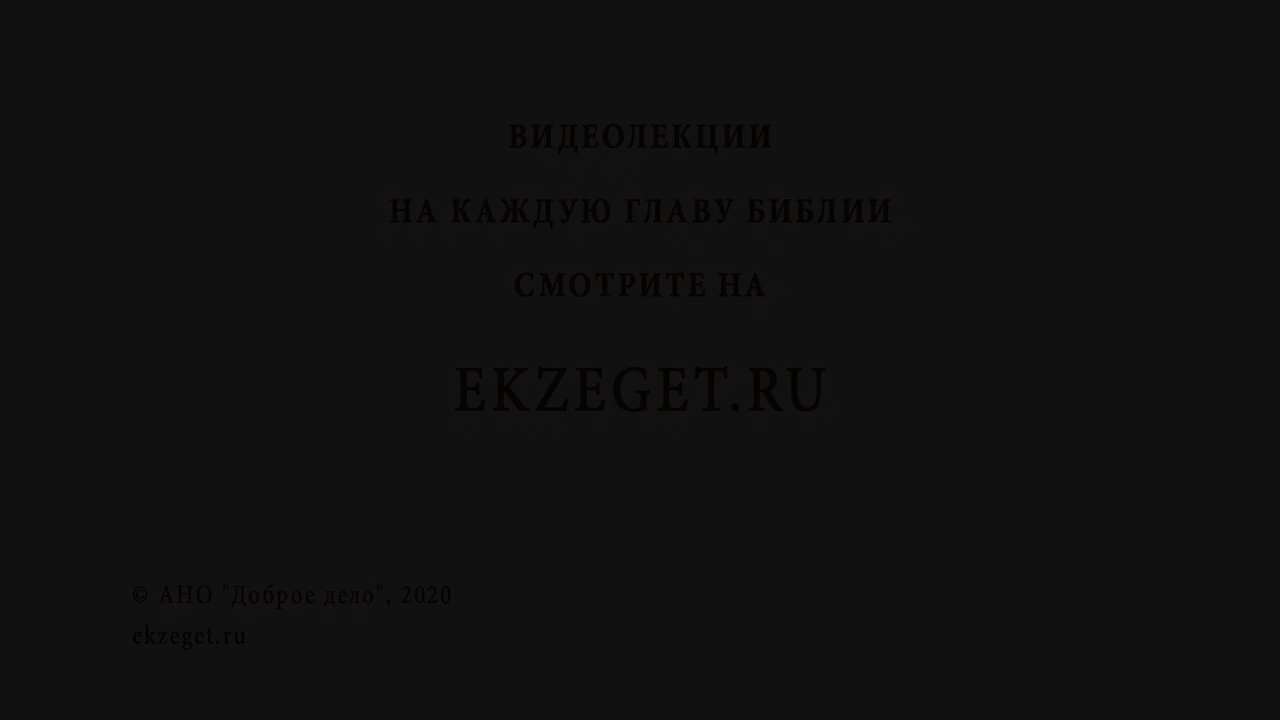 ВИДЕОЛЕКЦИИ
НА КАЖДУЮ ГЛАВУ БИБЛИИ
СМОТРИТЕ НА
EKZEGET.RU
© АНО "Доброе дело", 2020
ekzeget.ru